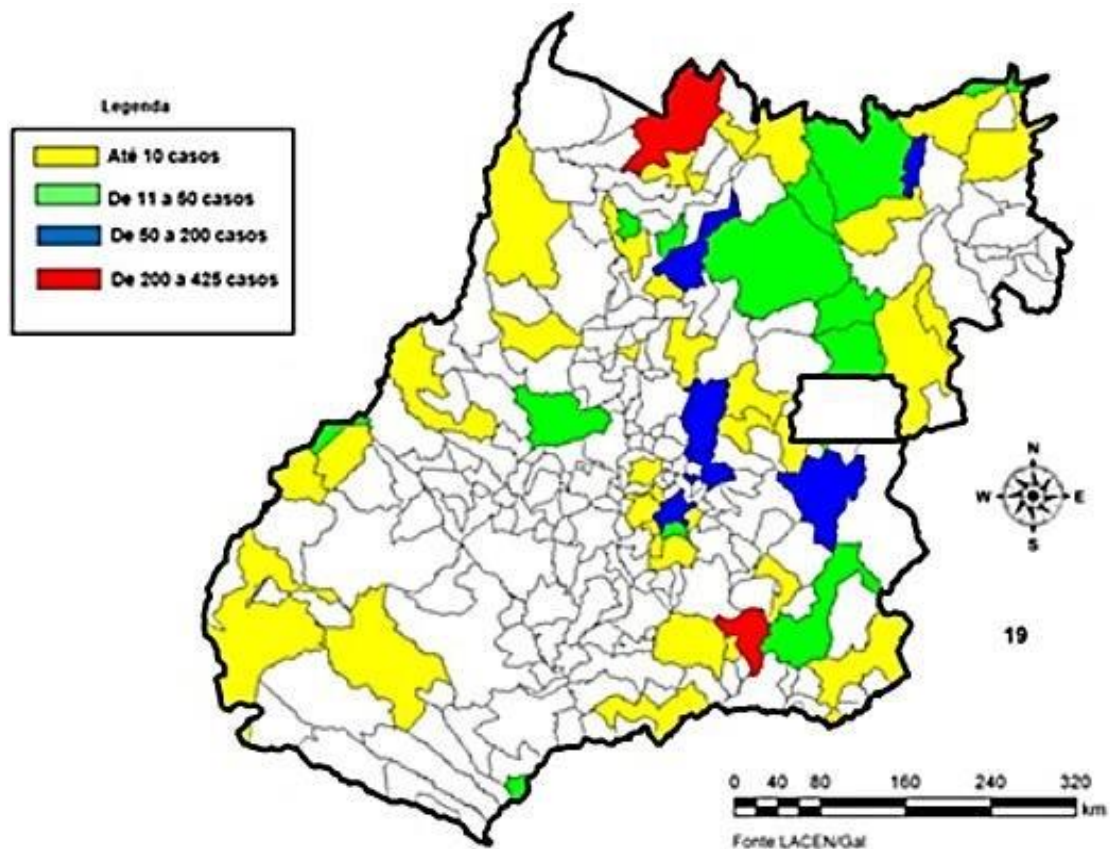 Legenda
Até 10 casos
De 11 a 50 casos
De 50 a 200 casos
De 200 a 425 casos
N
W E
S
19
0 40 80 160 240 320
km
Fonte LACEN/Gal